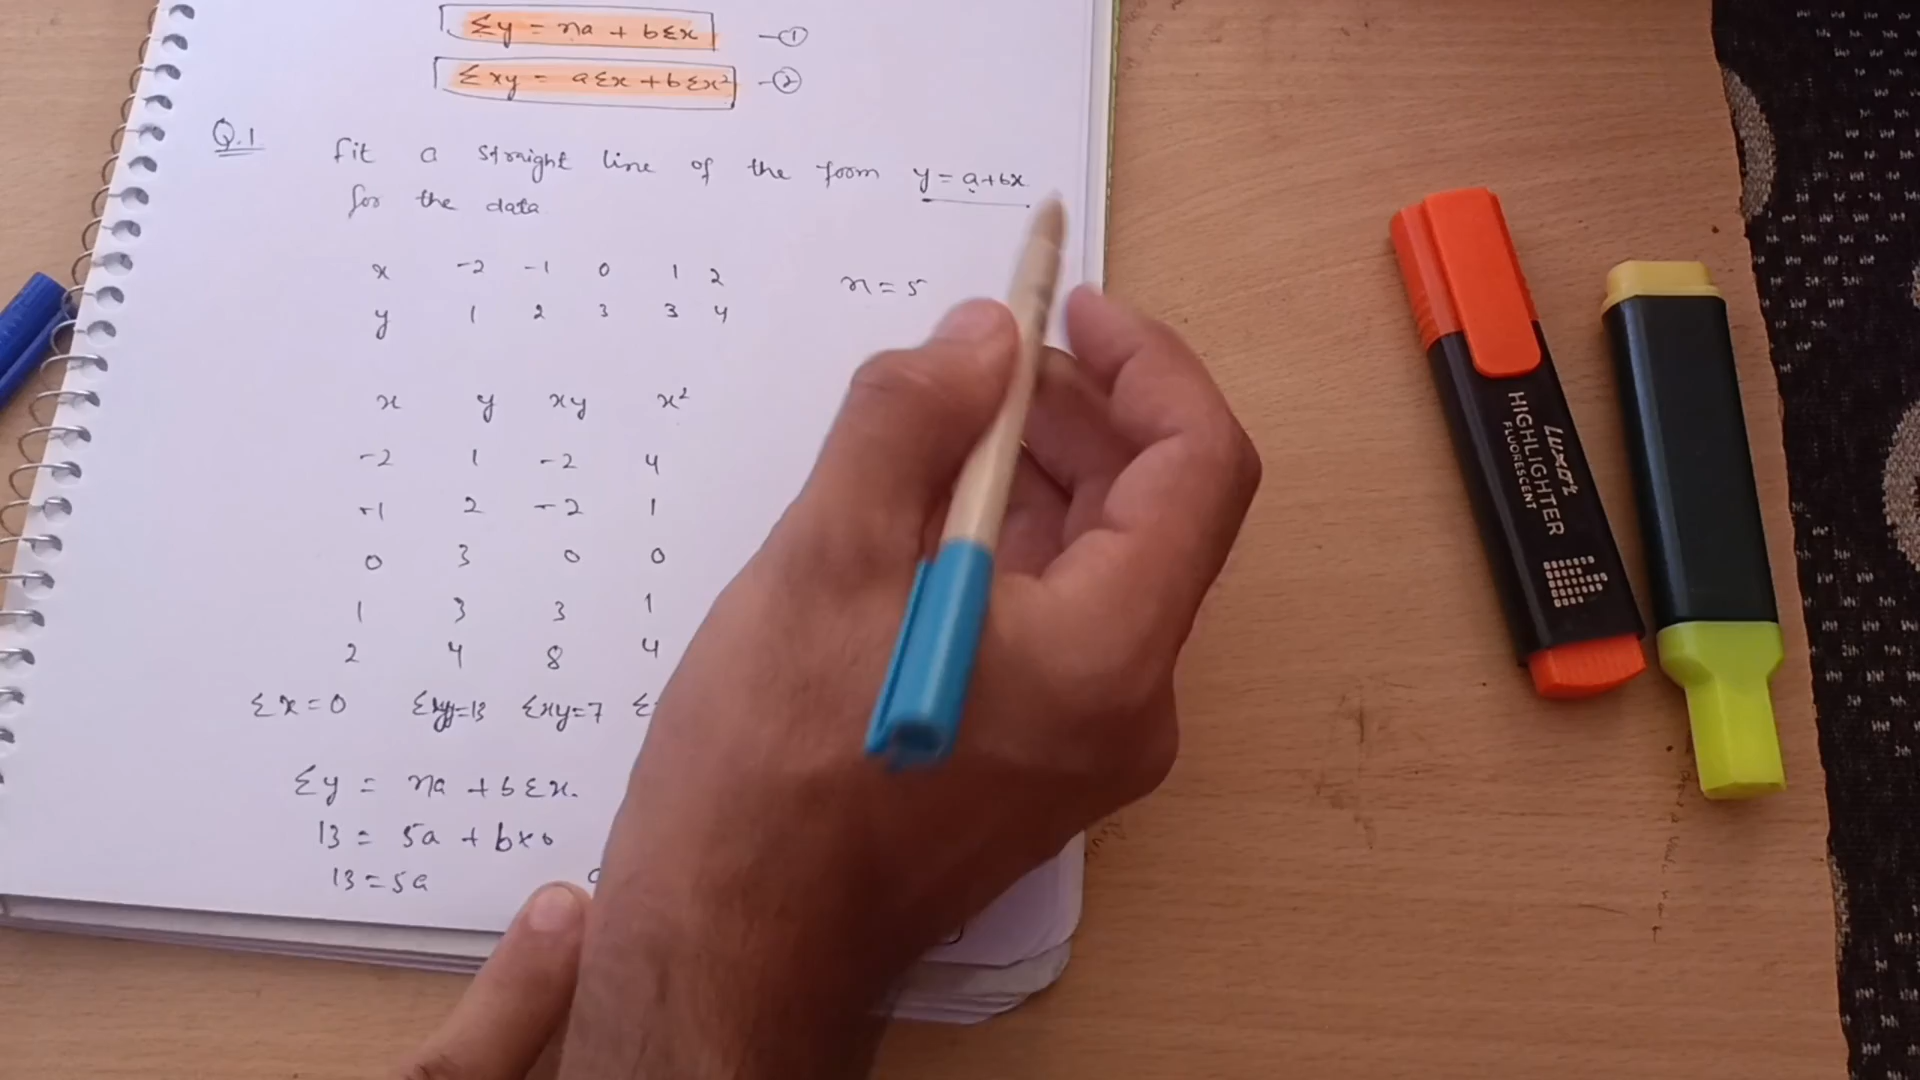 Σy = na + bΣx —①
Σxy = aΣx + bΣx² —②
Q.1 Fit a straight line of the form y = a+bx
for the data
x -2 -1 0 1 2 n = 5
y 1 2 3 3 4
x y xy x²
-2 1 -2 4
-1 2 -2 1
0 3 0 0
1 3 3 1
2 4 8 4
Σx = 0 Σy=13 Σxy=7 Σ
Σy = na + bΣx.
13 = 5a + b×0
13 = 5a
LUXOR
HIGHLIGHTER
FLUORESCENT